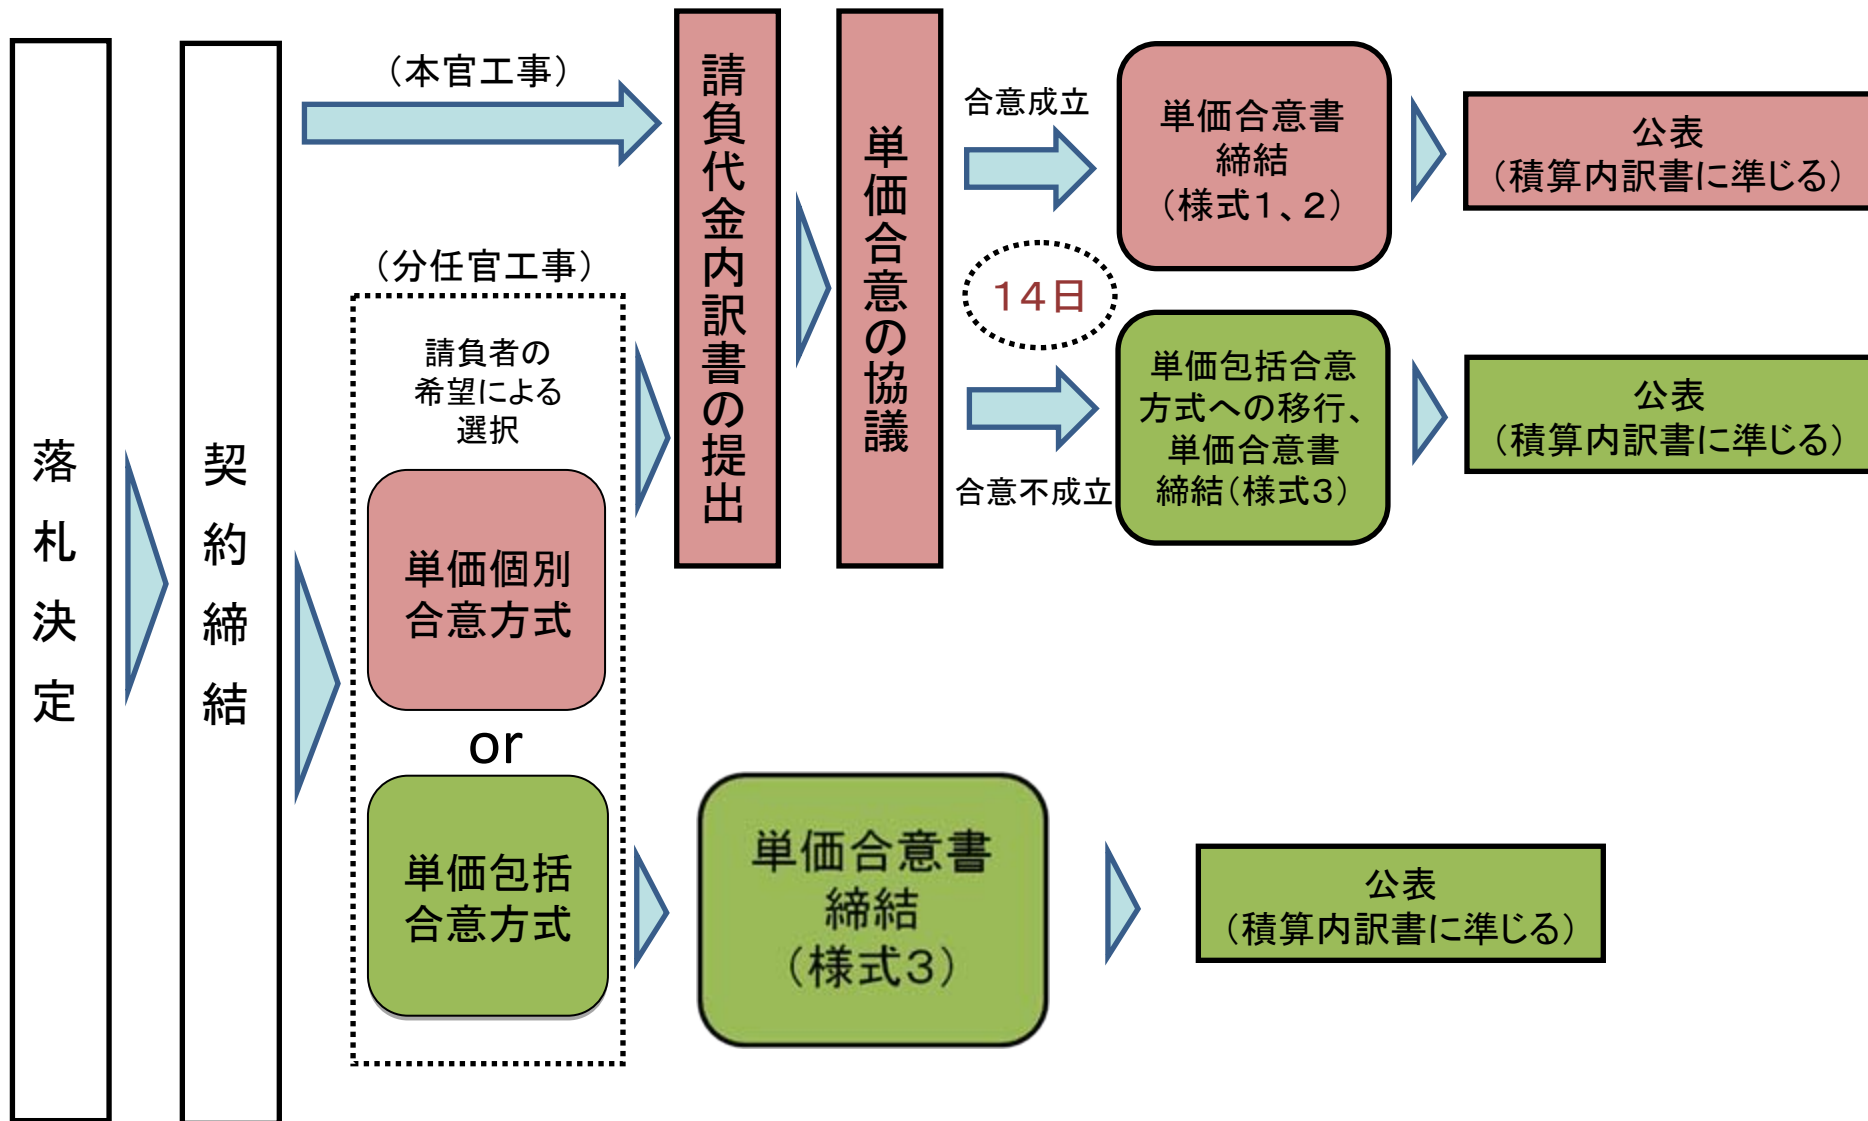 落札決定
契約締結
（本官工事）
（分任官工事）
請負者の
希望による
選択
単価個別
合意方式
or
単価包括
合意方式
請負代金内訳書の提出
単価合意の協議
合意成立
14日
合意不成立
単価合意書
締結
（様式1、2）
公表
（積算内訳書に準じる）
単価包括合意
方式への移行、
単価合意書
締結（様式3）
公表
（積算内訳書に準じる）
単価合意書
締結
（様式3）
公表
（積算内訳書に準じる）